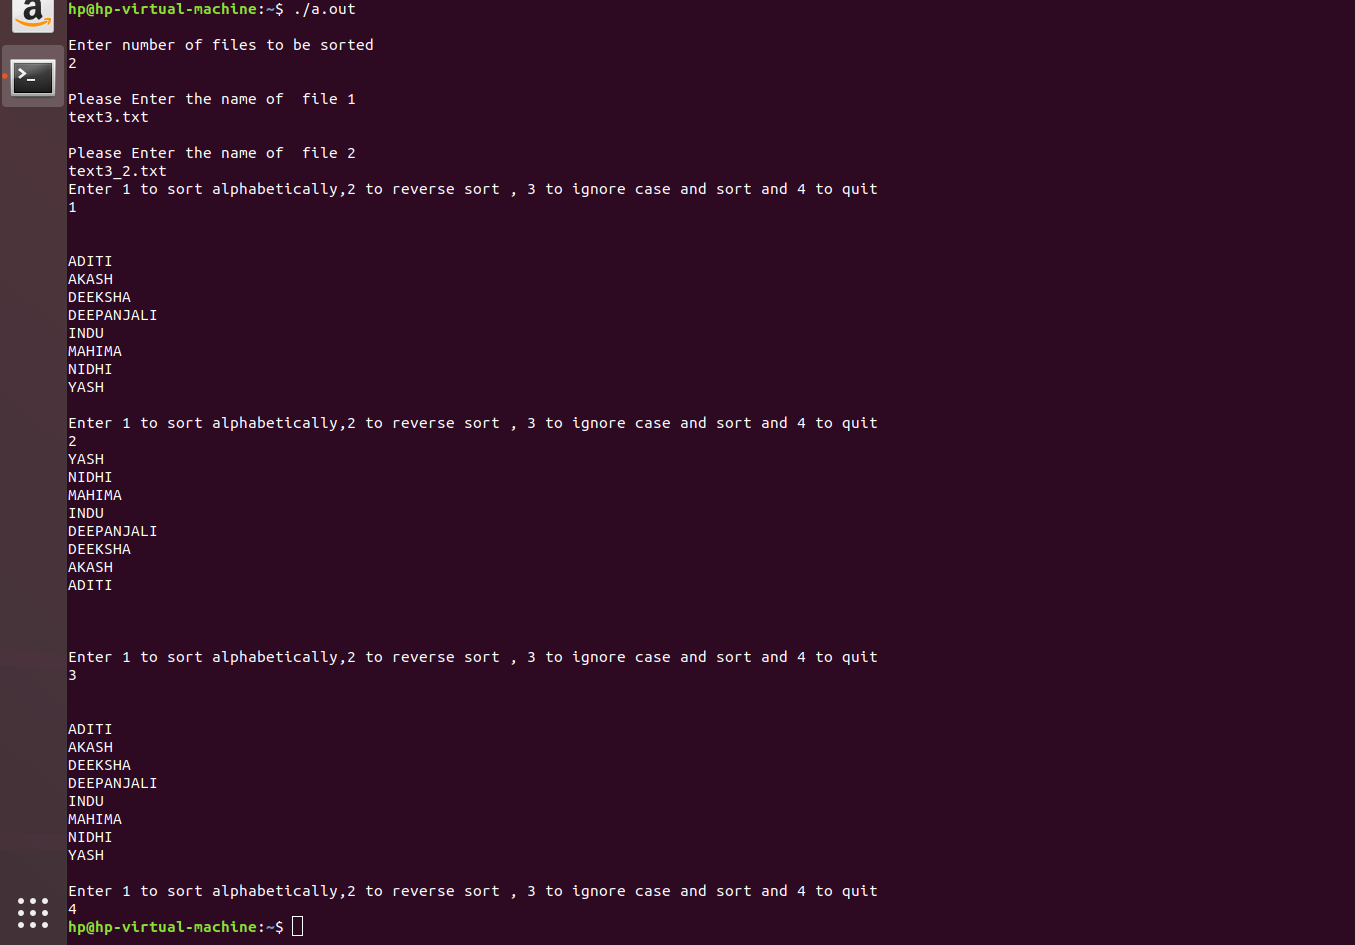 hp@hp-virtual-machine:~$ ./a.out
Enter number of files to be sorted
2
Please Enter the name of  file 1
text3.txt
Please Enter the name of  file 2
text3_2.txt
Enter 1 to sort alphabetically,2 to reverse sort , 3 to ignore case and sort and 4 to quit
1
ADITI
AKASH
DEEKSHA
DEEPANJALI
INDU
MAHIMA
NIDHI
YASH
Enter 1 to sort alphabetically,2 to reverse sort , 3 to ignore case and sort and 4 to quit
2
YASH
NIDHI
MAHIMA
INDU
DEEPANJALI
DEEKSHA
AKASH
ADITI
Enter 1 to sort alphabetically,2 to reverse sort , 3 to ignore case and sort and 4 to quit
3
ADITI
AKASH
DEEKSHA
DEEPANJALI
INDU
MAHIMA
NIDHI
YASH
Enter 1 to sort alphabetically,2 to reverse sort , 3 to ignore case and sort and 4 to quit
4
hp@hp-virtual-machine:~$